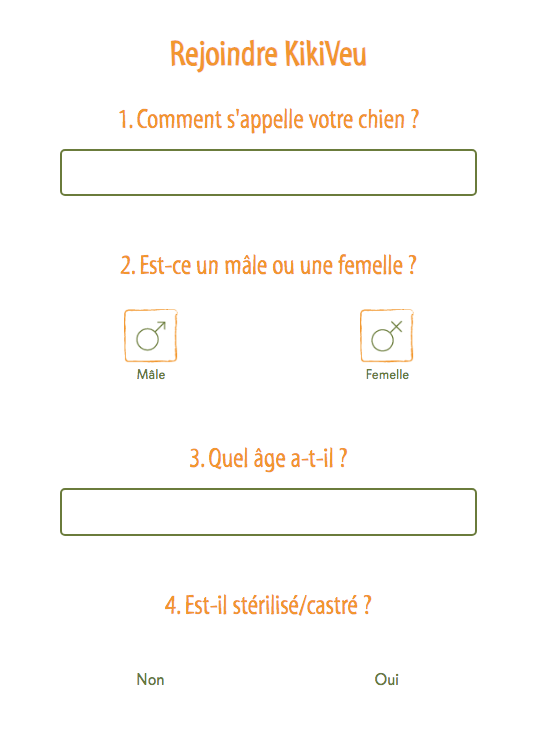 Rejoindre KikiVeu
1. Comment s'appelle votre chien ?
2. Est-ce un mâle ou une femelle ?
Mâle
Femelle
3. Quel âge a-t-il ?
4. Est-il stérilisé/castré ?
Non
Oui